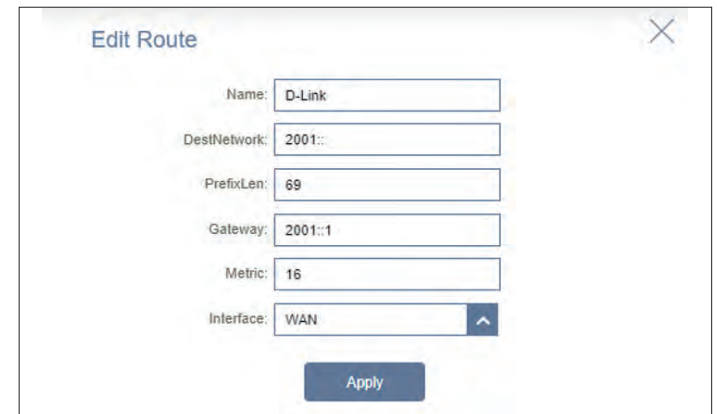 Edit Route
Name: D-Link
DestNetwork: 2001::
PrefixLen: 69
Gateway: 2001::1
Metric: 16
Interface: WAN
Apply